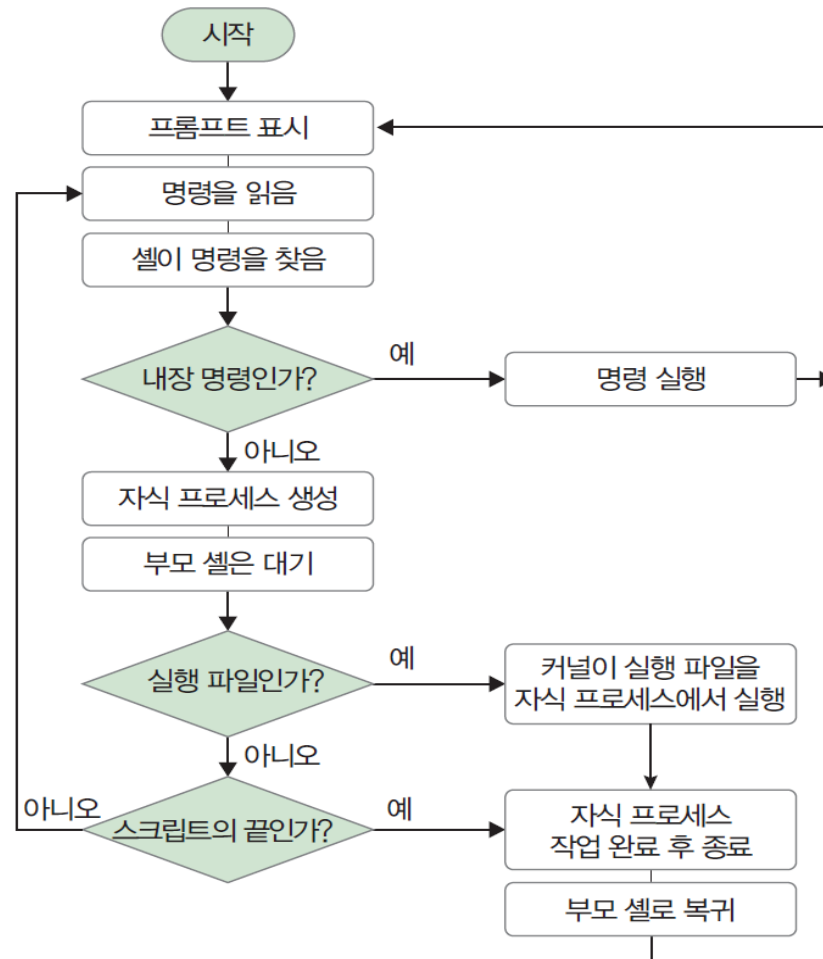 시작
프롬프트 표시
명령을 읽음
셸이 명령을 찾음
내장 명령인가?
예
명령 실행
아니오
자식 프로세스 생성
부모 셸은 대기
실행 파일인가?
예
커널이 실행 파일을
자식 프로세스에서 실행
아니오
아니오
스크립트의 끝인가?
예
자식 프로세스
작업 완료 후 종료
부모 셸로 복귀